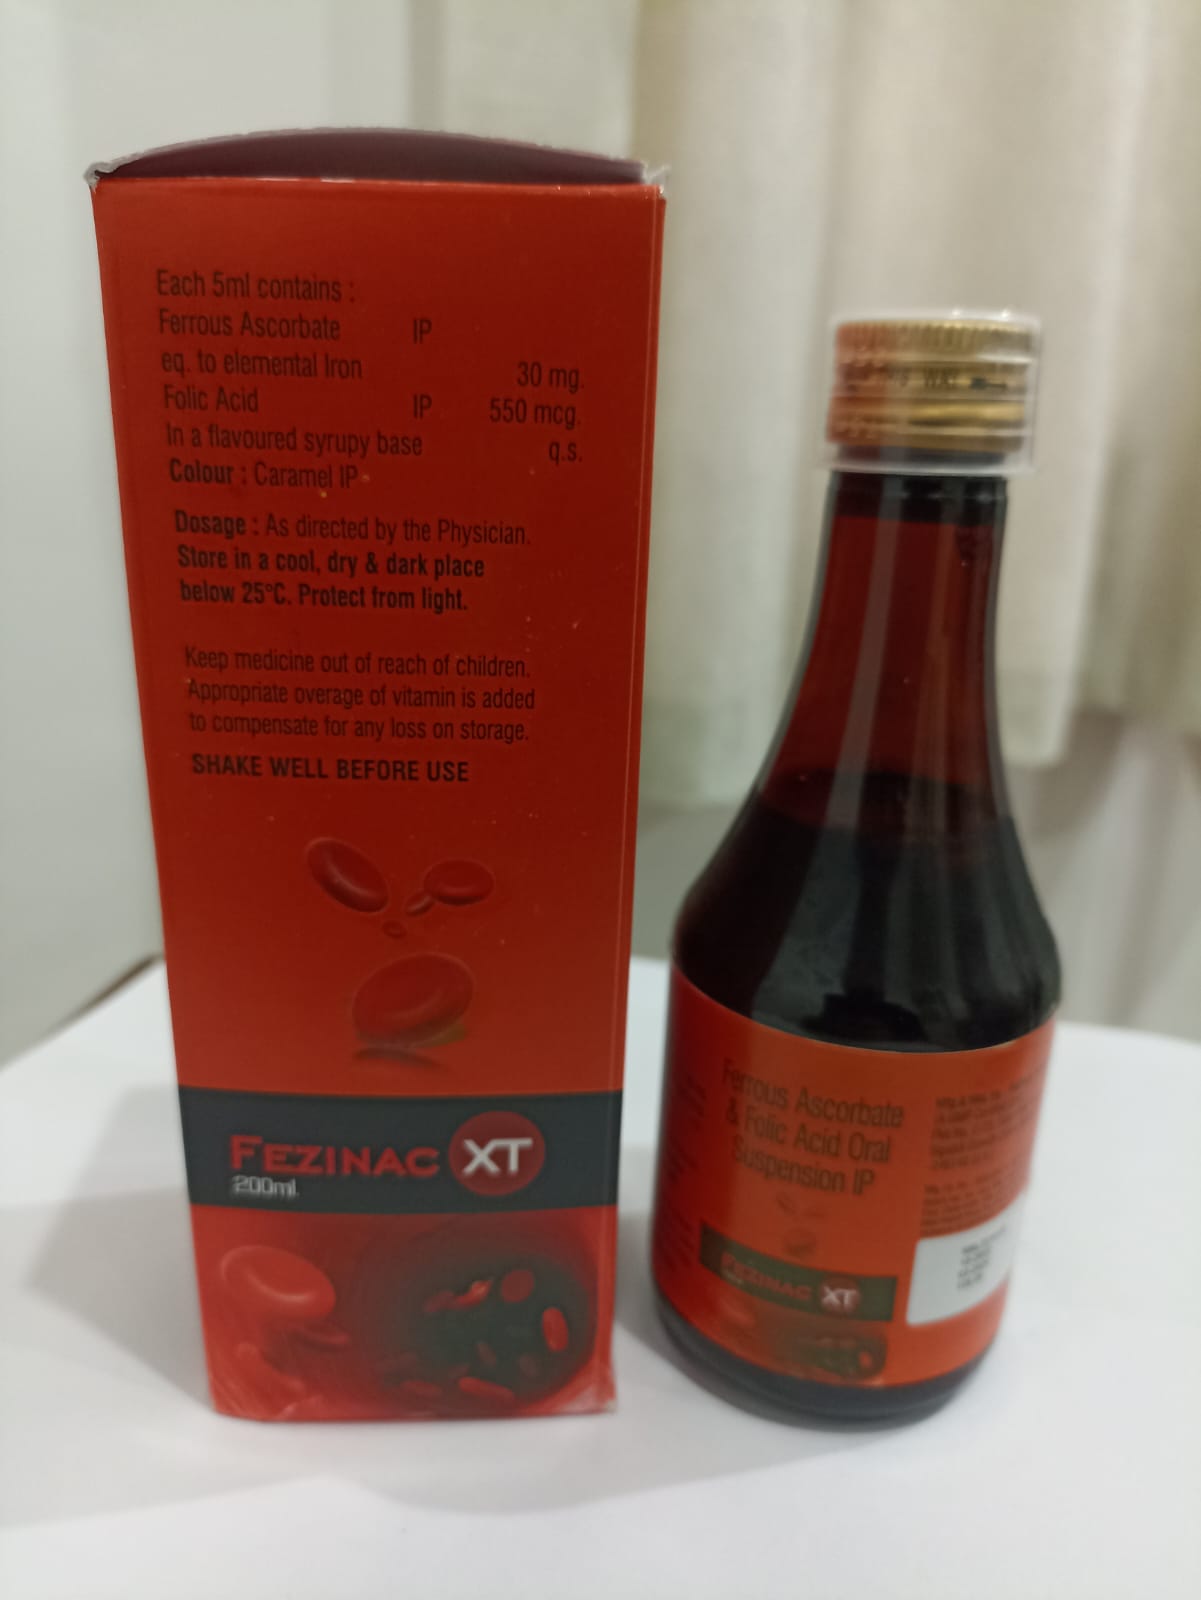 Each 5ml contains :
Ferrous Ascorbate IP
eq. to elemental Iron 30 mg.
Folic Acid IP 550 mcg.
In a flavoured syrupy base q.s.
Colour : Caramel IP
Dosage : As directed by the Physician.
Store in a cool, dry & dark place
below 25°C. Protect from light.
Keep medicine out of reach of children.
Appropriate overage of vitamin is added
to compensate for any loss on storage.
SHAKE WELL BEFORE USE
FEZINAC XT
200ml.
Ferrous Ascorbate
& Folic Acid Oral
Suspension IP
FEZINAC XT